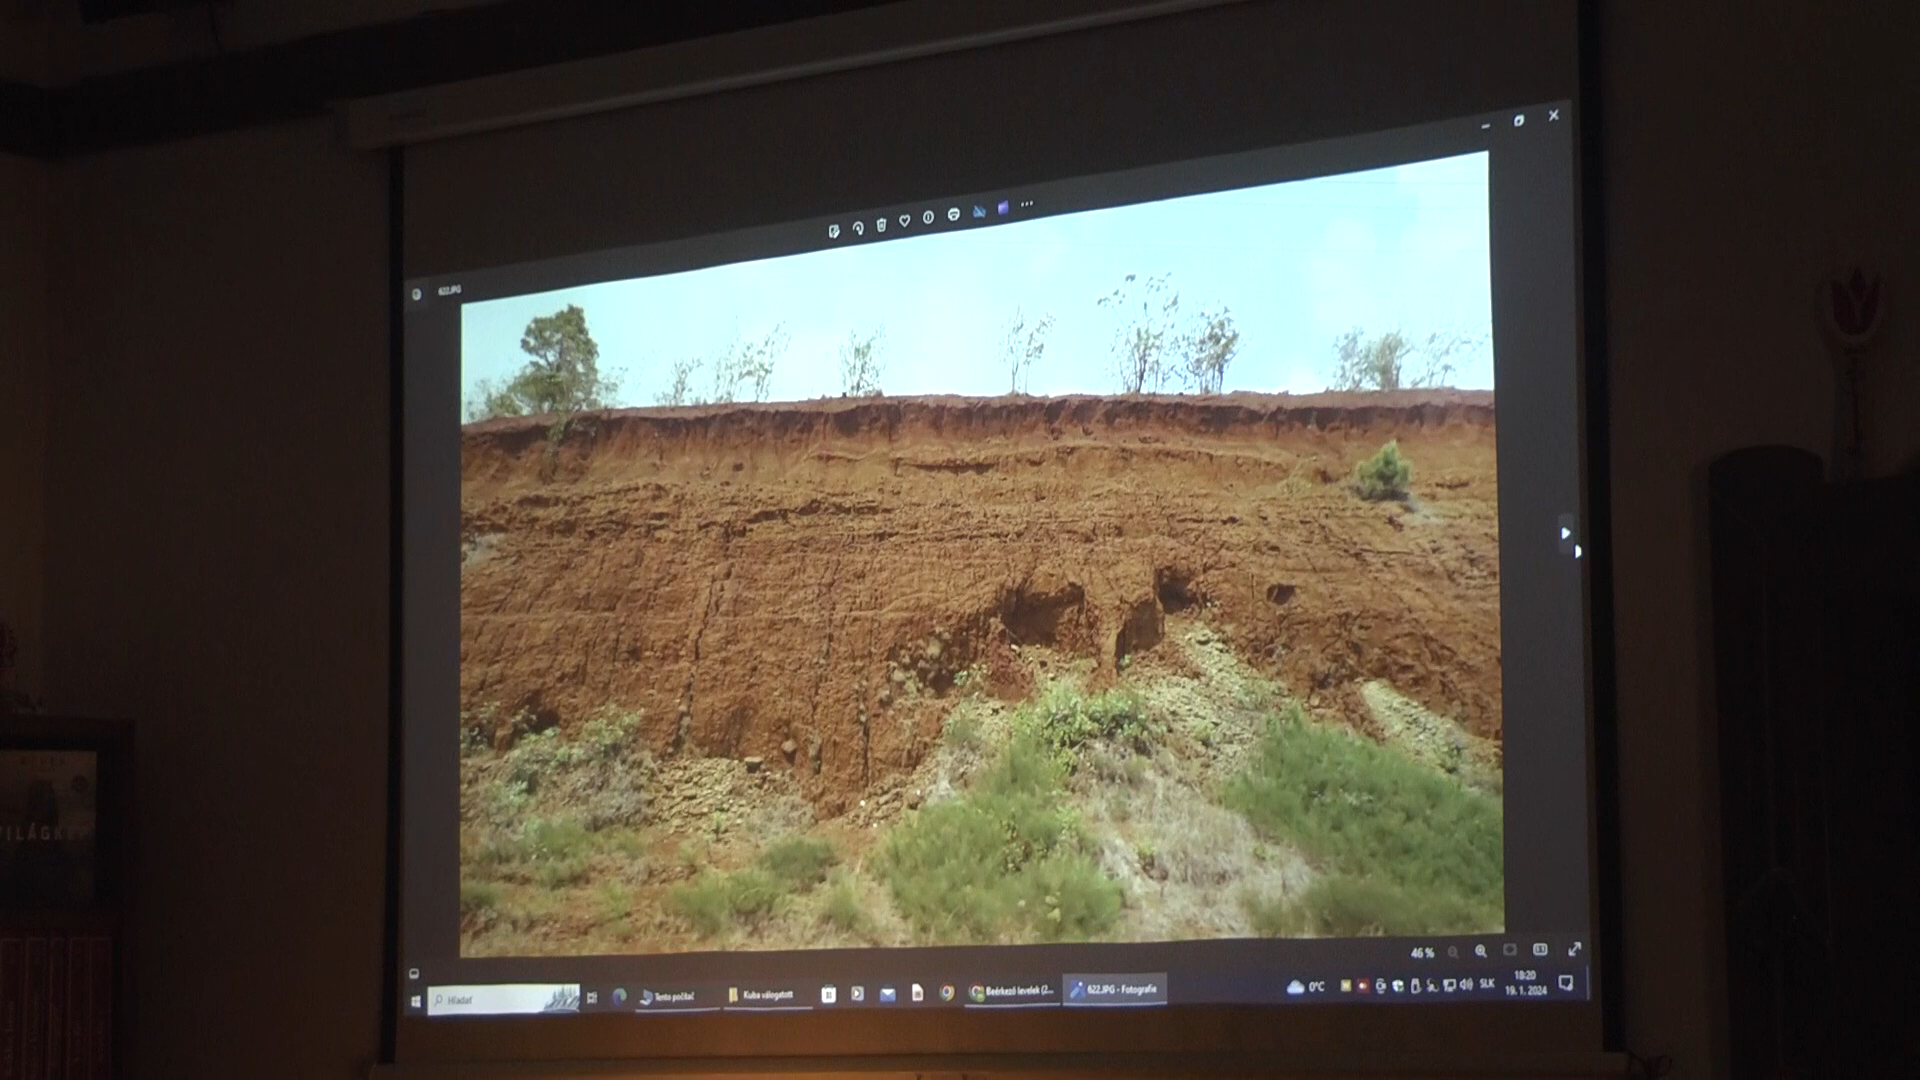 622.JPG
46 %
Hľadať
Tento počítač
Kuba válogatott
Beérkező levelek (2...
622.JPG - Fotografie
0°C
SLK
18:20
19. 1. 2024